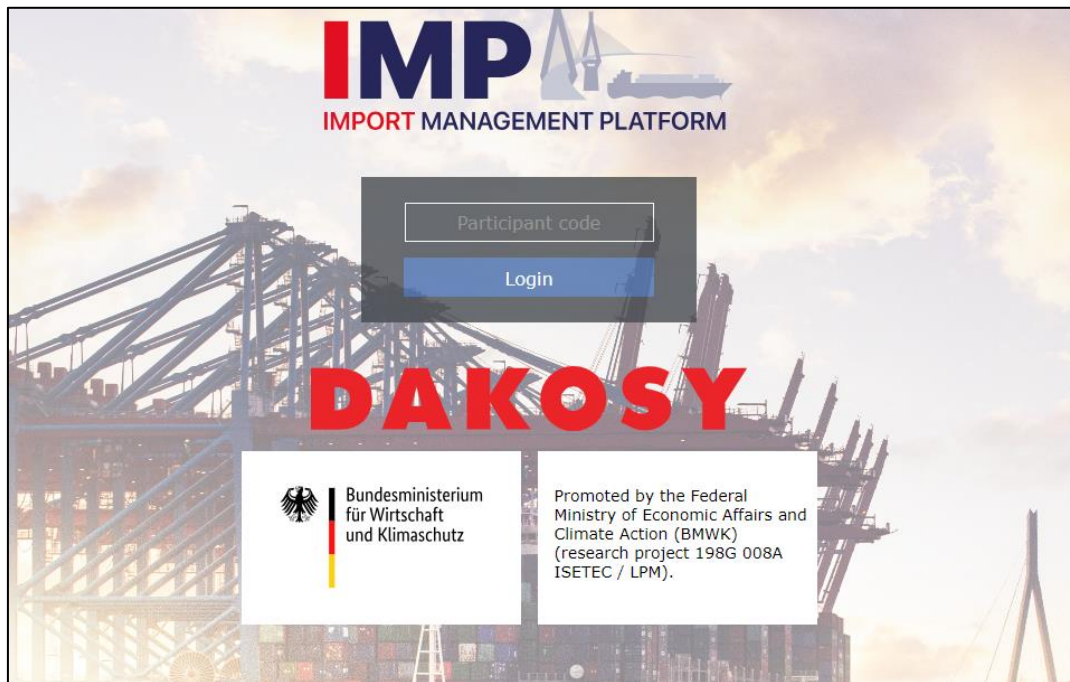 IMP
IMPORT MANAGEMENT PLATFORM
Participant code
Login
DAKOSY
Bundesministerium
für Wirtschaft
und Klimaschutz
Promoted by the Federal
Ministry of Economic Affairs and
Climate Action (BMWK)
(research project 198G 008A
ISETEC / LPM).